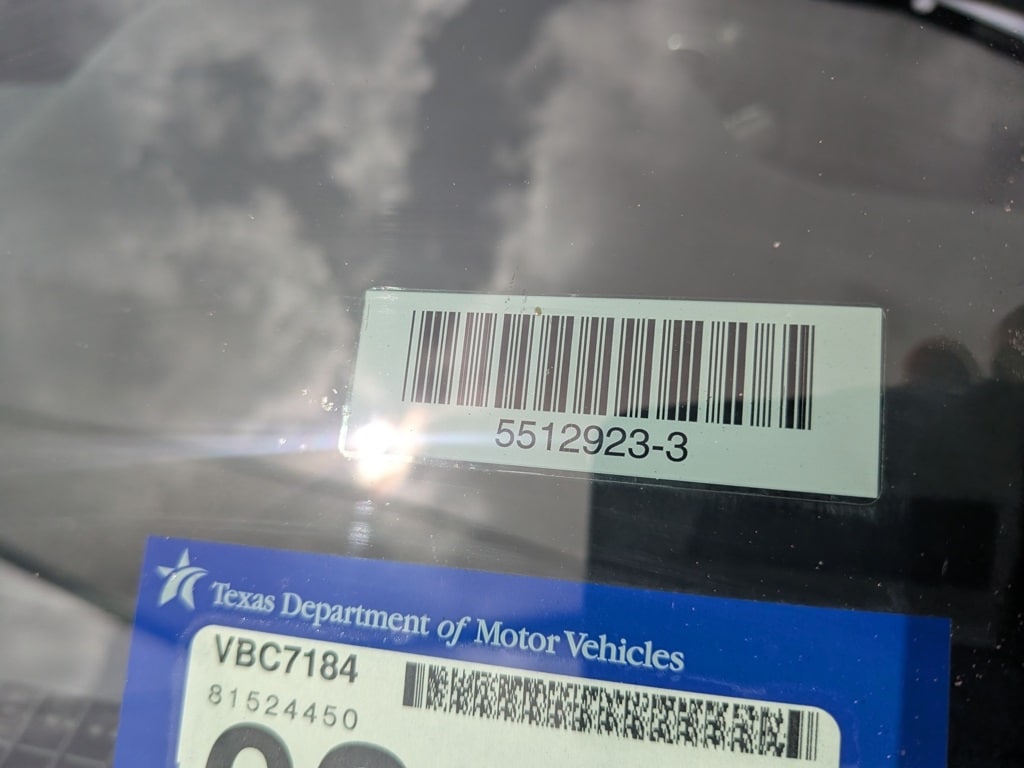 5512923-3
Texas Department of Motor Vehicles
VBC7184
81524450